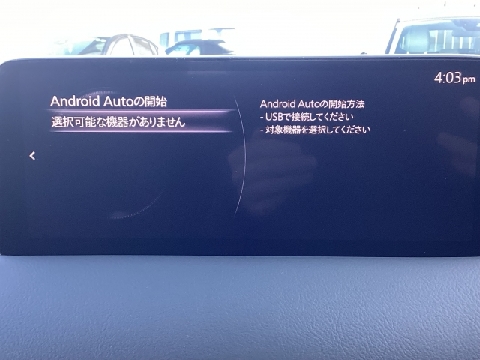 4:03pm
Android Autoの開始
選択可能な機器がありません
Android Autoの開始方法
- USBで接続してください
- 対象機器を選択してください